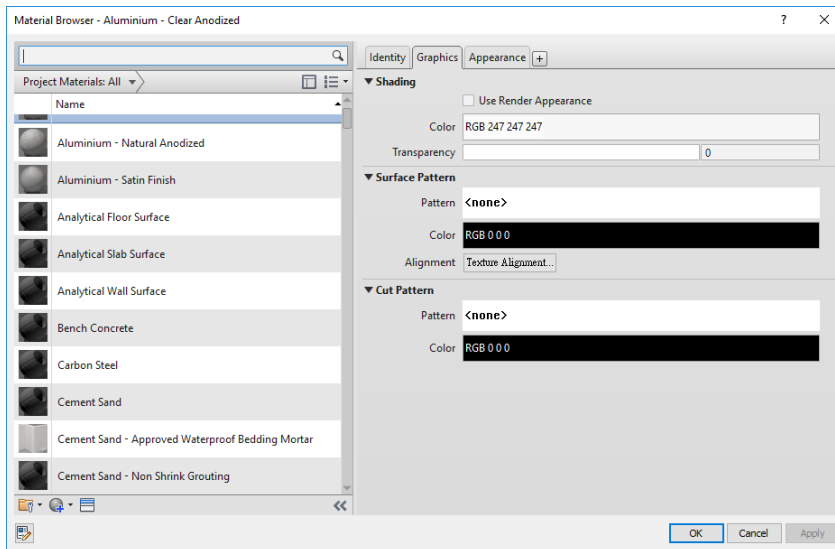 Material Browser - Aluminium - Clear Anodized
Project Materials: All
Name
Aluminium - Natural Anodized
Aluminium - Satin Finish
Analytical Floor Surface
Analytical Slab Surface
Analytical Wall Surface
Bench Concrete
Carbon Steel
Cement Sand
Cement Sand - Approved Waterproof Bedding Mortar
Cement Sand - Non Shrink Grouting
Identity Graphics Appearance
Shading
Use Render Appearance
Color RGB 247 247 247
Transparency 0
Surface Pattern
Pattern <none>
Color RGB 0 0 0
Alignment Texture Alignment...
Cut Pattern
Pattern <none>
Color RGB 0 0 0
OK Cancel Apply